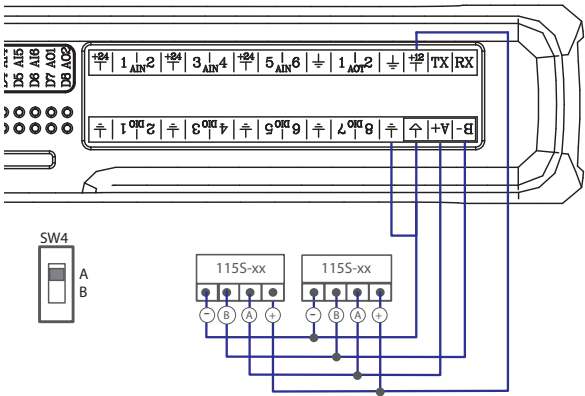 D5 AI5
D6 AI6
D7 AO1
D8 AO2
+24 1 AIN 2 +24 3 AIN 4 +24 5 AIN 6 1 AOT 2 +12 TX RX
1 DIO 2 3 DIO 4 5 DIO 6 7 DIO 8 A+ B-
SW4
A
B
115S-xx 115S-xx
− B A + − B A +